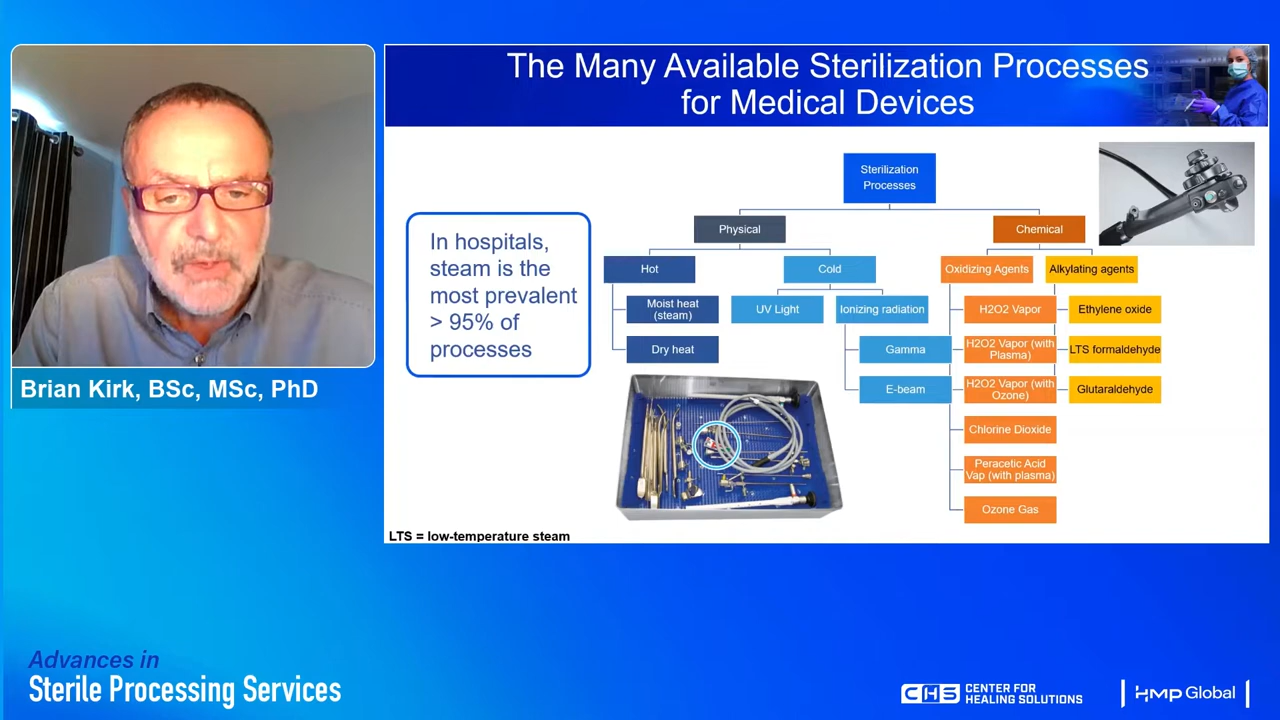 The Many Available Sterilization Processes
for Medical Devices
In hospitals,
steam is the
most prevalent
> 95% of
processes
Sterilization
Processes
Physical
Chemical
Hot
Cold
Oxidizing Agents
Alkylating agents
Moist heat
(steam)
UV Light
Ionizing radiation
H2O2 Vapor
Ethylene oxide
Dry heat
Gamma
H2O2 Vapor (with
Plasma)
LTS formaldehyde
E-beam
H2O2 Vapor (with
Ozone)
Glutaraldehyde
Chlorine Dioxide
Peracetic Acid
Vap (with plasma)
Ozone Gas
LTS = low-temperature steam
Brian Kirk, BSc, MSc, PhD
Advances in
Sterile Processing Services
CHS CENTER FOR
HEALING SOLUTIONS
HMP Global